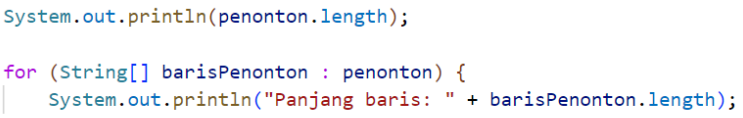 System.out.println(penonton.length);
for (String[] barisPenonton : penonton) {
System.out.println("Panjang baris: " + barisPenonton.length);